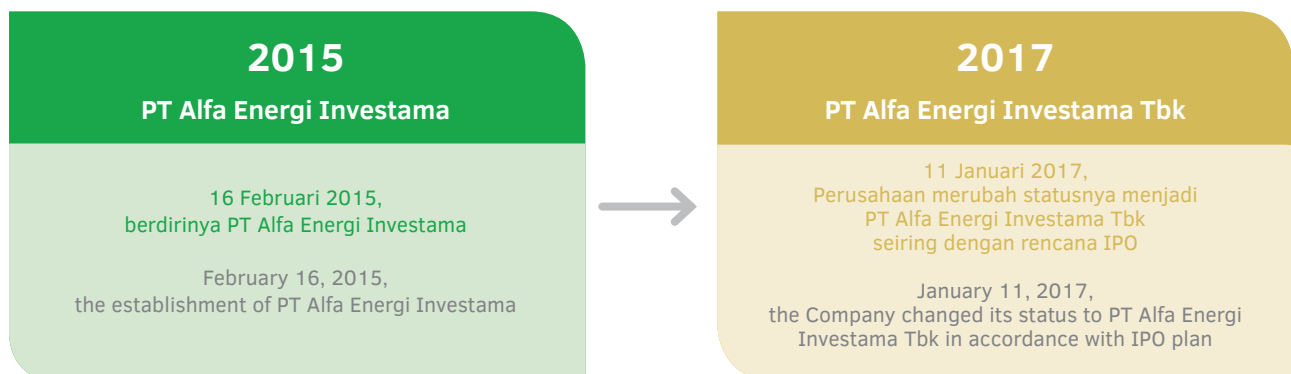 2015
PT Alfa Energi Investama
16 Februari 2015,
berdirinya PT Alfa Energi Investama
February 16, 2015,
the establishment of PT Alfa Energi Investama
2017
PT Alfa Energi Investama Tbk
11 Januari 2017,
Perusahaan merubah statusnya menjadi
PT Alfa Energi Investama Tbk
seiring dengan rencana IPO
January 11, 2017,
the Company changed its status to PT Alfa Energi
Investama Tbk in accordance with IPO plan